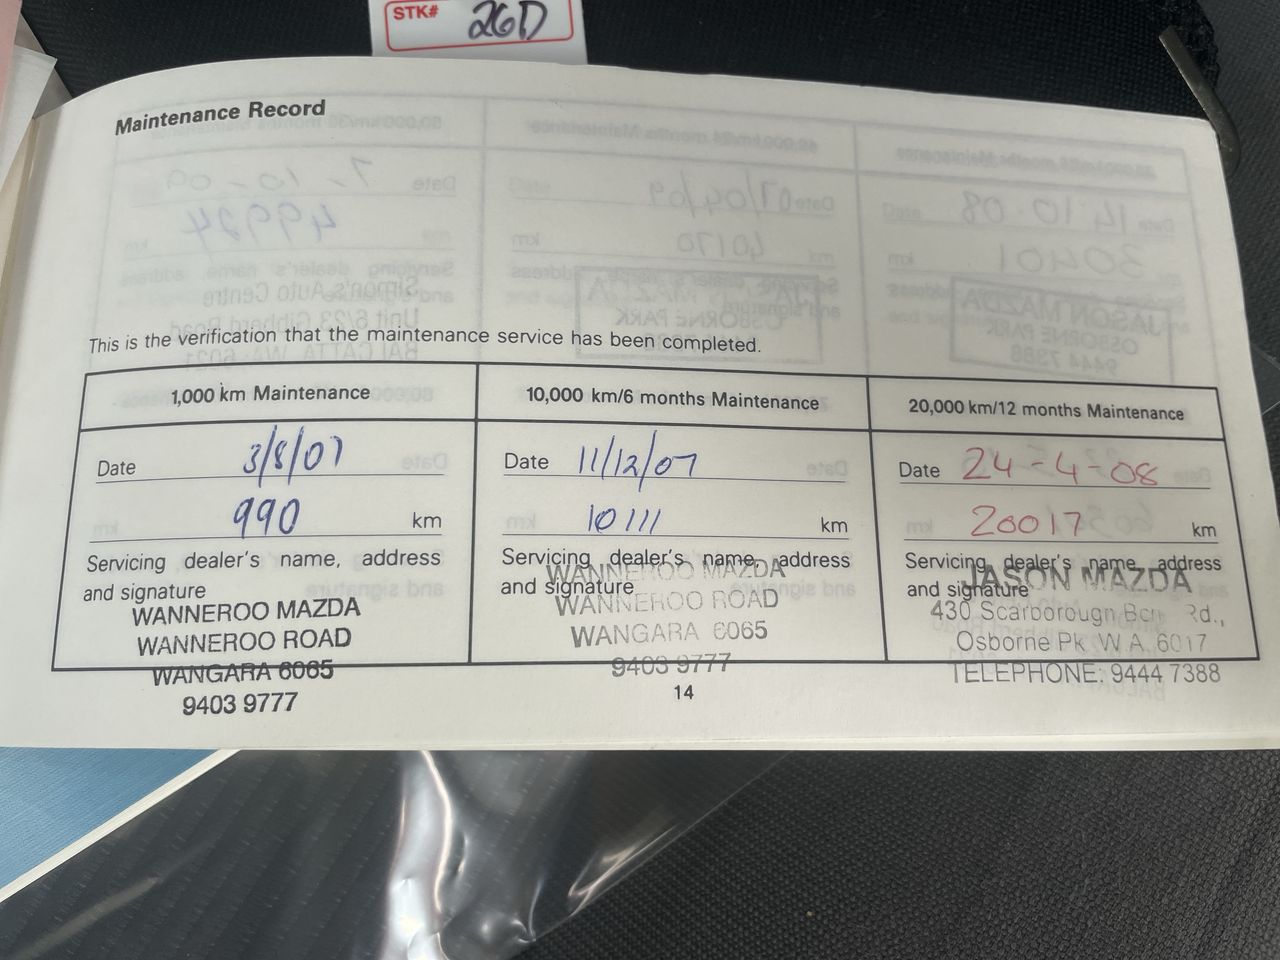 STK# 26D
Maintenance Record
This is the verification that the maintenance service has been completed.
1,000 km Maintenance
Date 3/8/07
990 km
Servicing dealer's name, address
and signature
WANNEROO MAZDA
WANNEROO ROAD
WANGARA 6065
9403 9777
10,000 km/6 months Maintenance
Date 11/12/07
10111 km
Servicing dealer's name, address
and signature
WANNEROO MAZDA
WANNEROO ROAD
WANGARA 6065
9403 9777
20,000 km/12 months Maintenance
Date 24-4-08
20017 km
Servicing dealer's name, address
and signature
JASON MAZDA
430 Scarborough Bch Rd.,
Osborne Pk W.A. 6017
TELEPHONE: 9444 7388
14